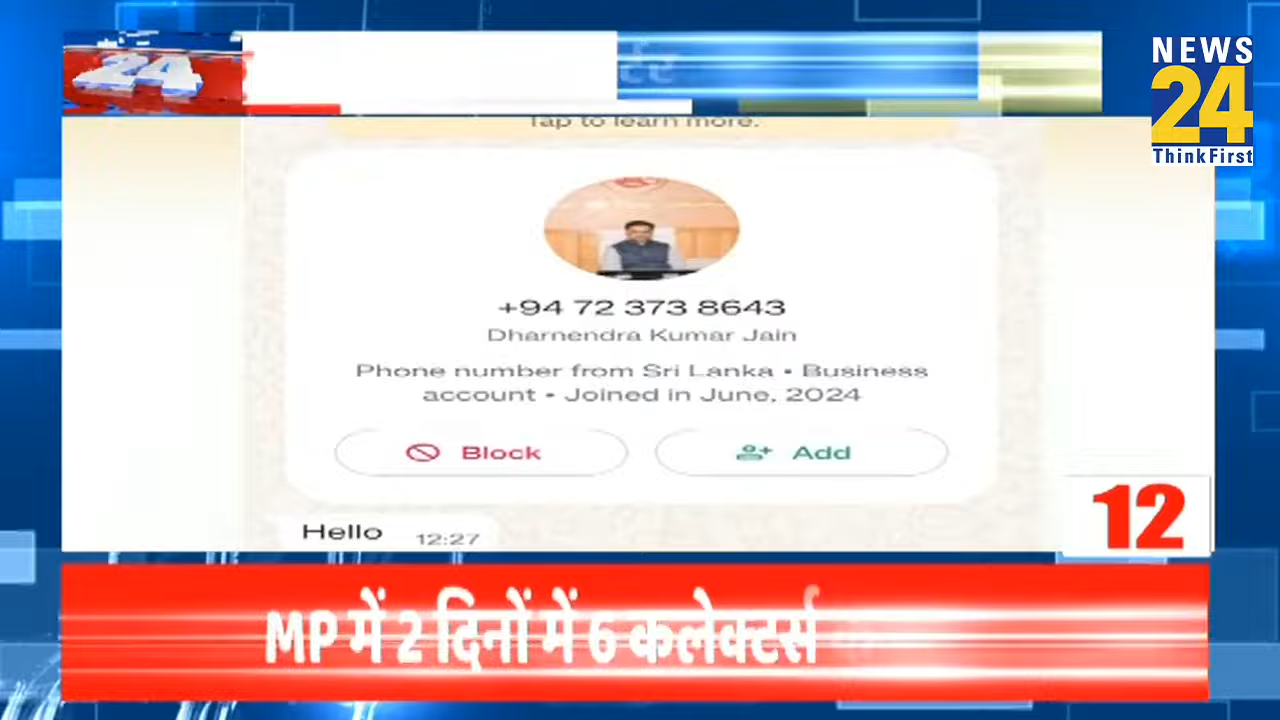 24
NEWS
24
ThinkFirst
Tap to learn more.
+94 72 373 8643
Dharnendra Kumar Jain
Phone number from Sri Lanka • Business
account • Joined in June, 2024
Block
Add
Hello 12:27
12
MP में 2 दिनों में 6 कलेक्टर्स